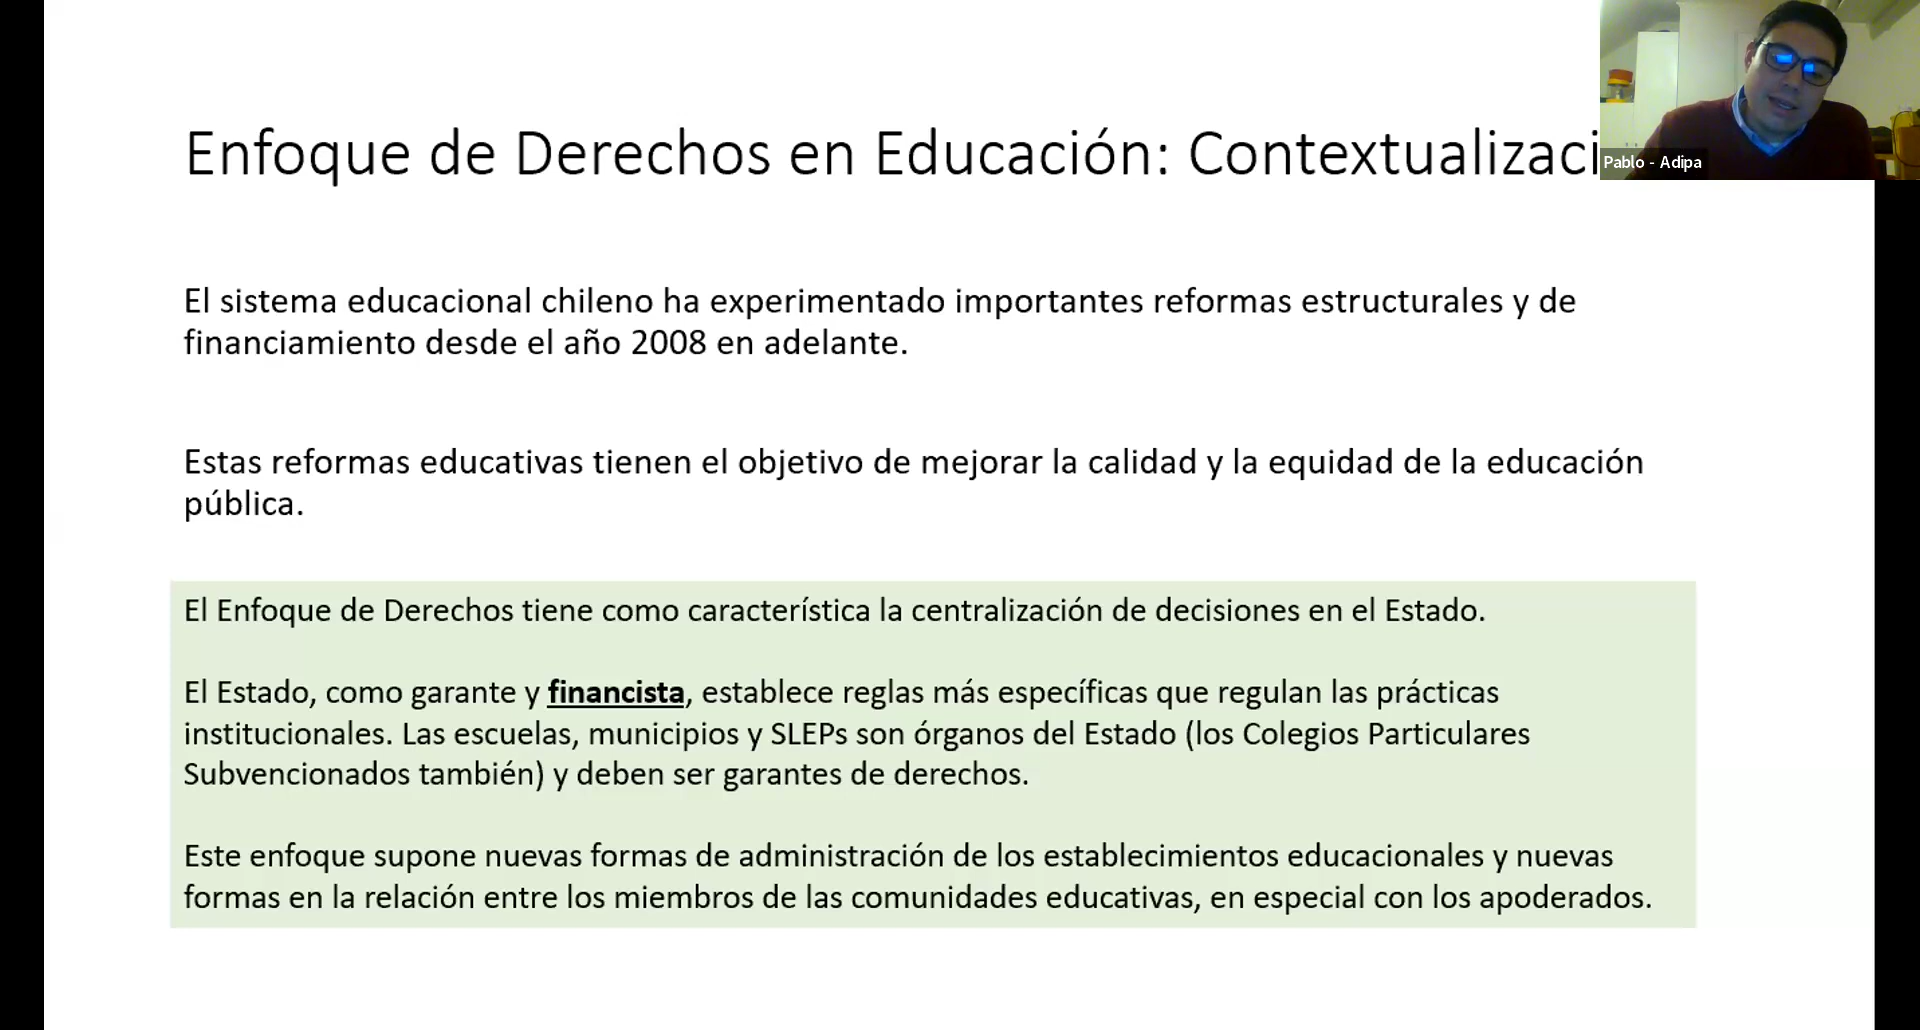 Enfoque de Derechos en Educación: Contextualizaci
Pablo - Adipa
El sistema educacional chileno ha experimentado importantes reformas estructurales y de
financiamiento desde el año 2008 en adelante.
Estas reformas educativas tienen el objetivo de mejorar la calidad y la equidad de la educación
pública.
El Enfoque de Derechos tiene como característica la centralización de decisiones en el Estado.
El Estado, como garante y financista, establece reglas más específicas que regulan las prácticas
institucionales. Las escuelas, municipios y SLEPs son órganos del Estado (los Colegios Particulares
Subvencionados también) y deben ser garantes de derechos.
Este enfoque supone nuevas formas de administración de los establecimientos educacionales y nuevas
formas en la relación entre los miembros de las comunidades educativas, en especial con los apoderados.